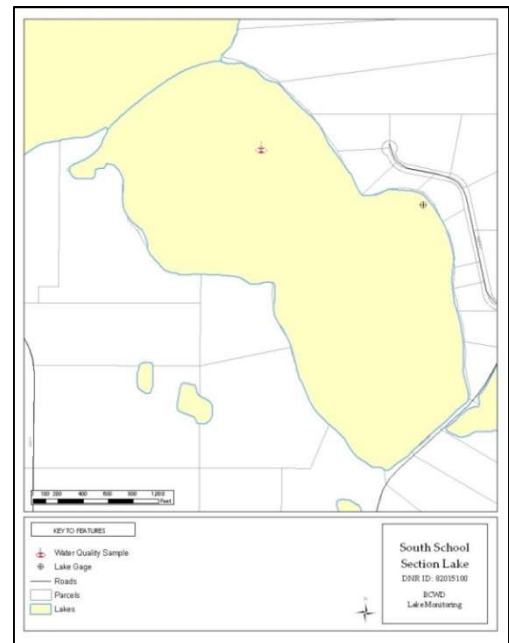 KEY TO FEATURES
Water Quality Sample
Lake Gage
Roads
Parcels
Lakes
South School
Section Lake
DNR ID: 82015100
BCWD
Lake Monitoring
Feet